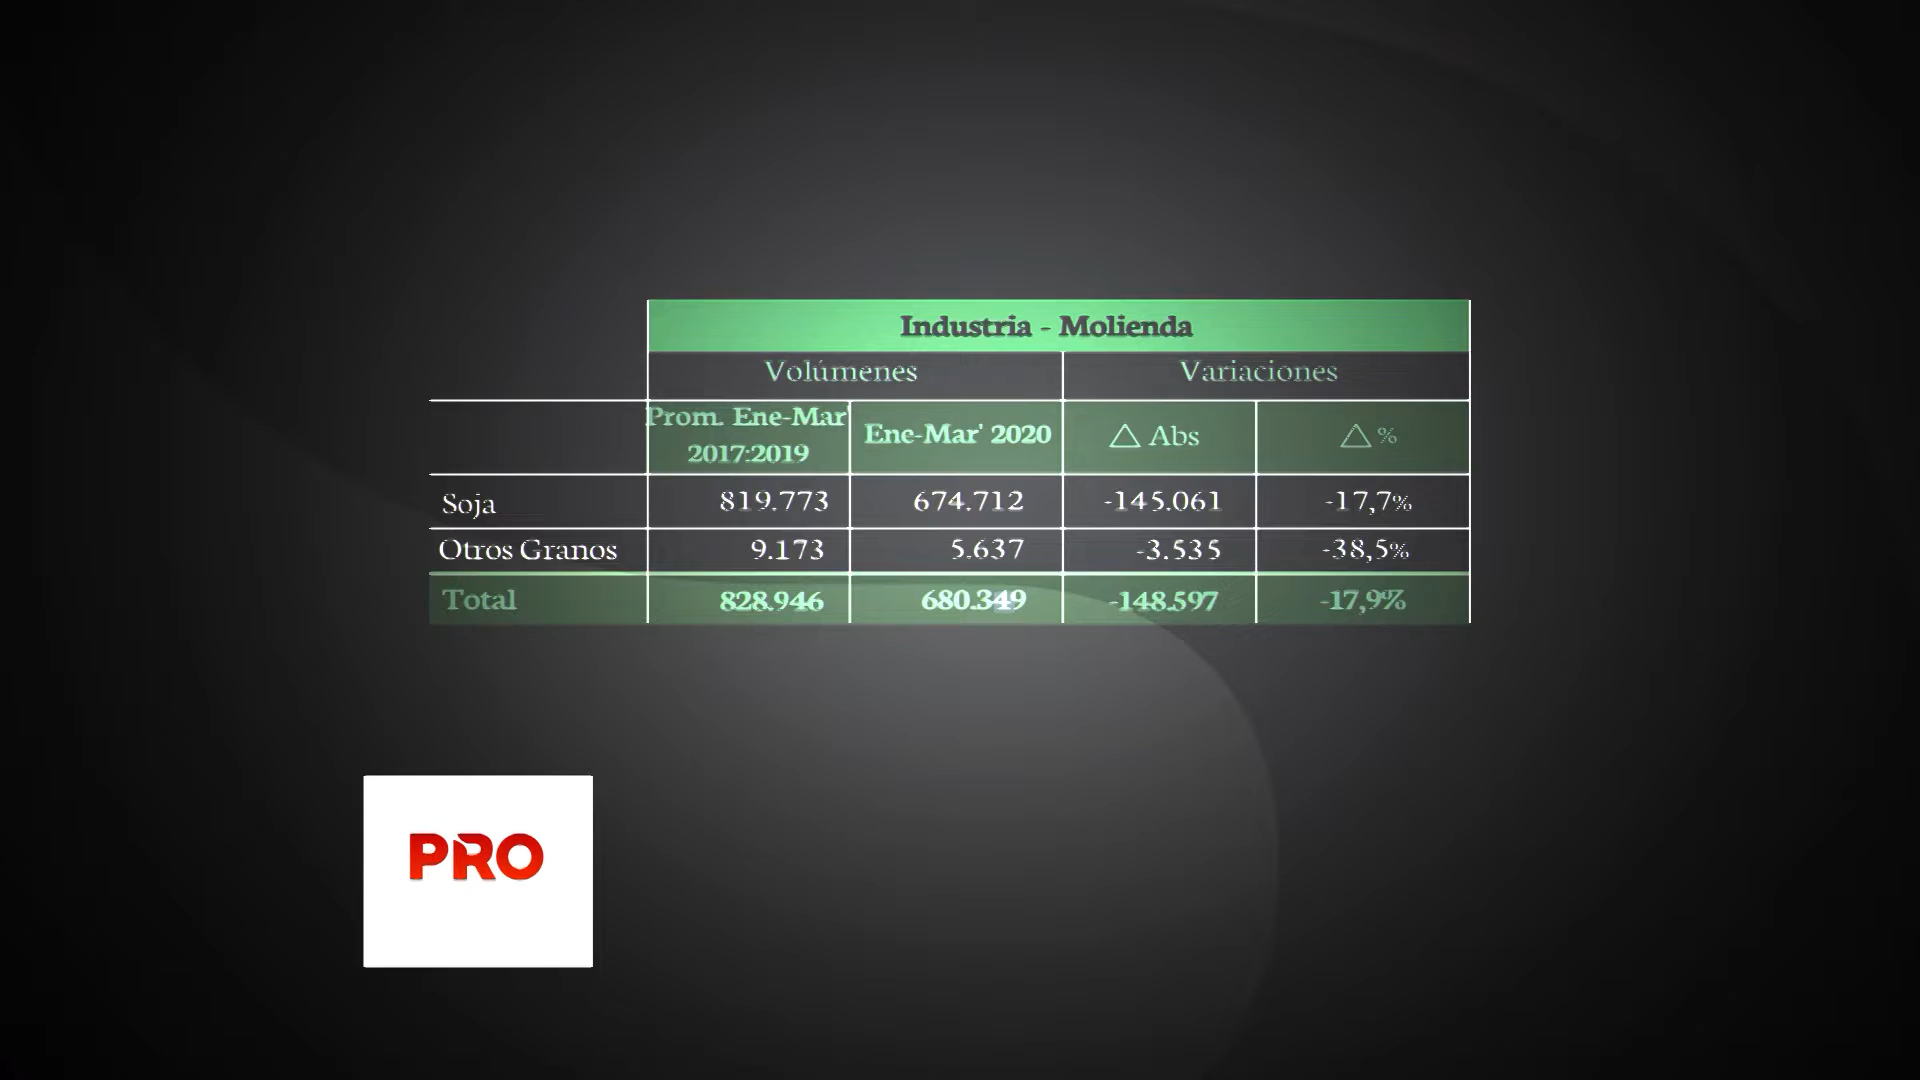 Industria - Molienda
Volúmenes Variaciones
Prom. Ene-Mar' 2017:2019 Ene-Mar' 2020 △ Abs △ %
Soja 819.773 674.712 -145.061 -17,7%
Otros Granos 9.173 5.637 -3.535 -38,5%
Total 828.946 680.349 -148.597 -17,9%
PRO